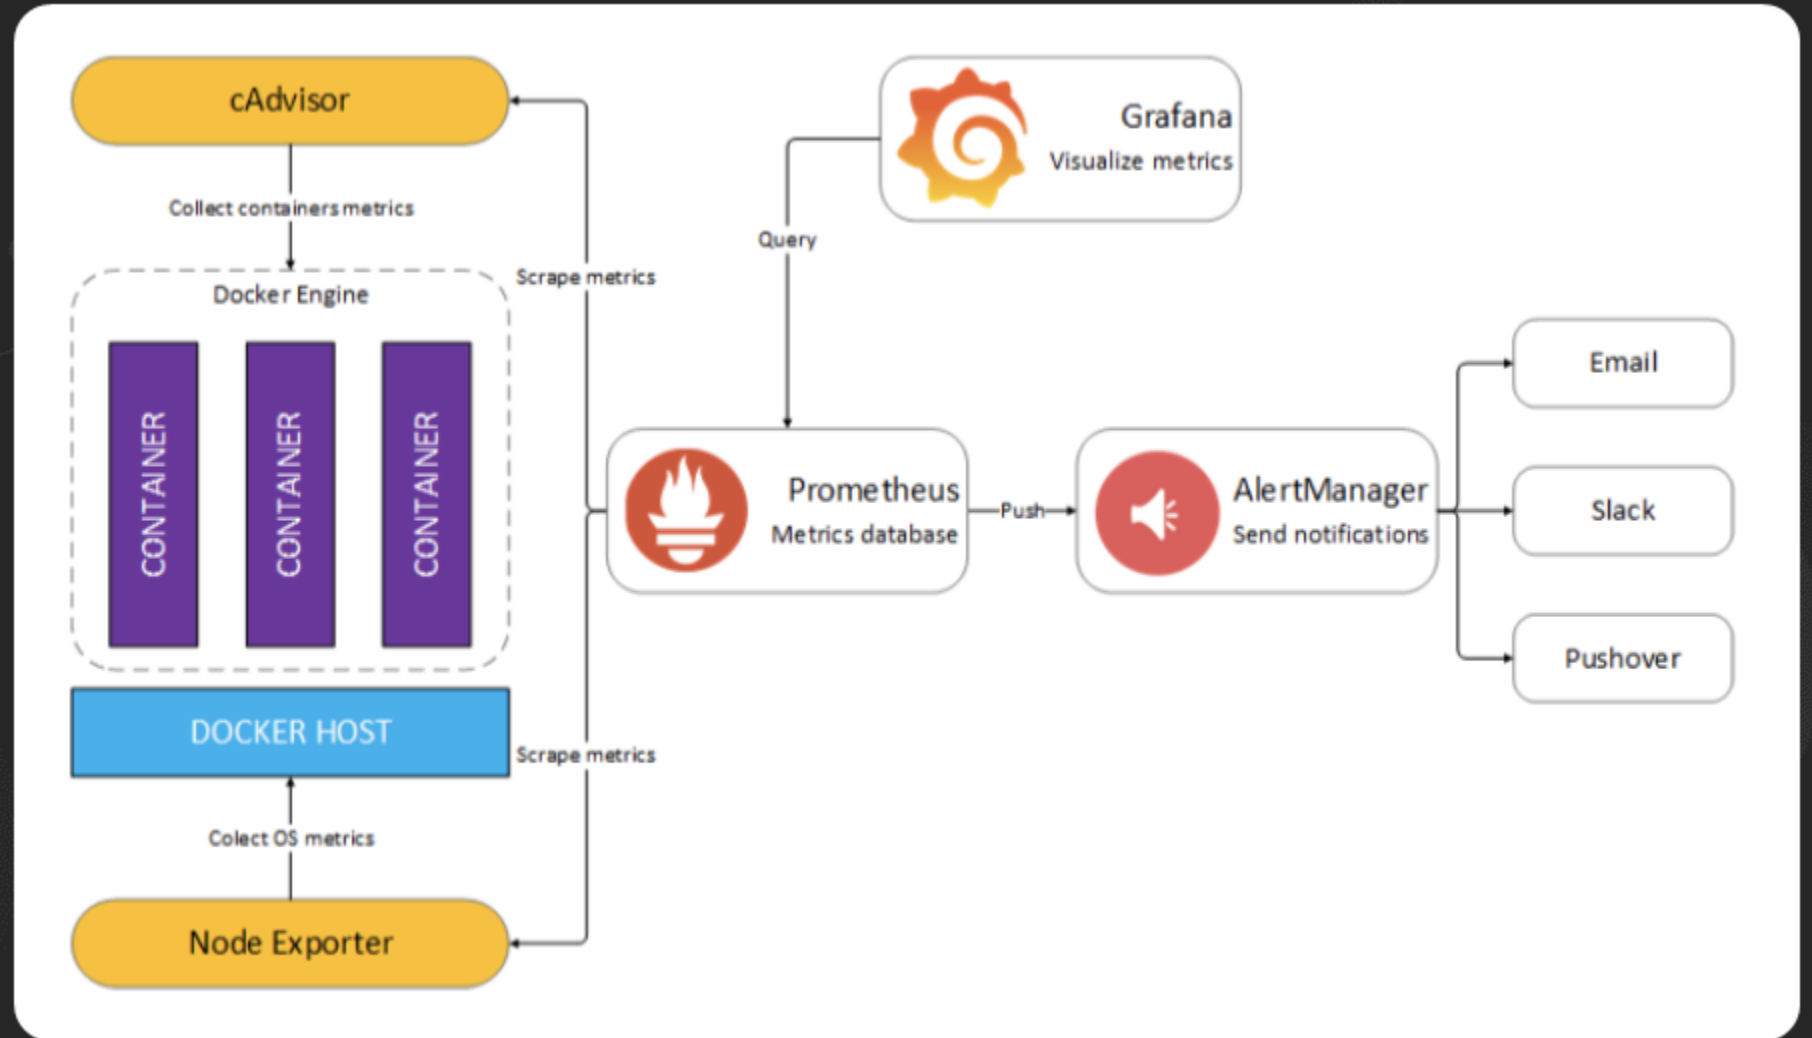 cAdvisor
Collect containers metrics
Docker Engine
CONTAINER
CONTAINER
CONTAINER
DOCKER HOST
Colect OS metrics
Node Exporter
Scrape metrics
Scrape metrics
Grafana
Visualize metrics
Query
Prometheus
Metrics database
Push
AlertManager
Send notifications
Email
Slack
Pushover